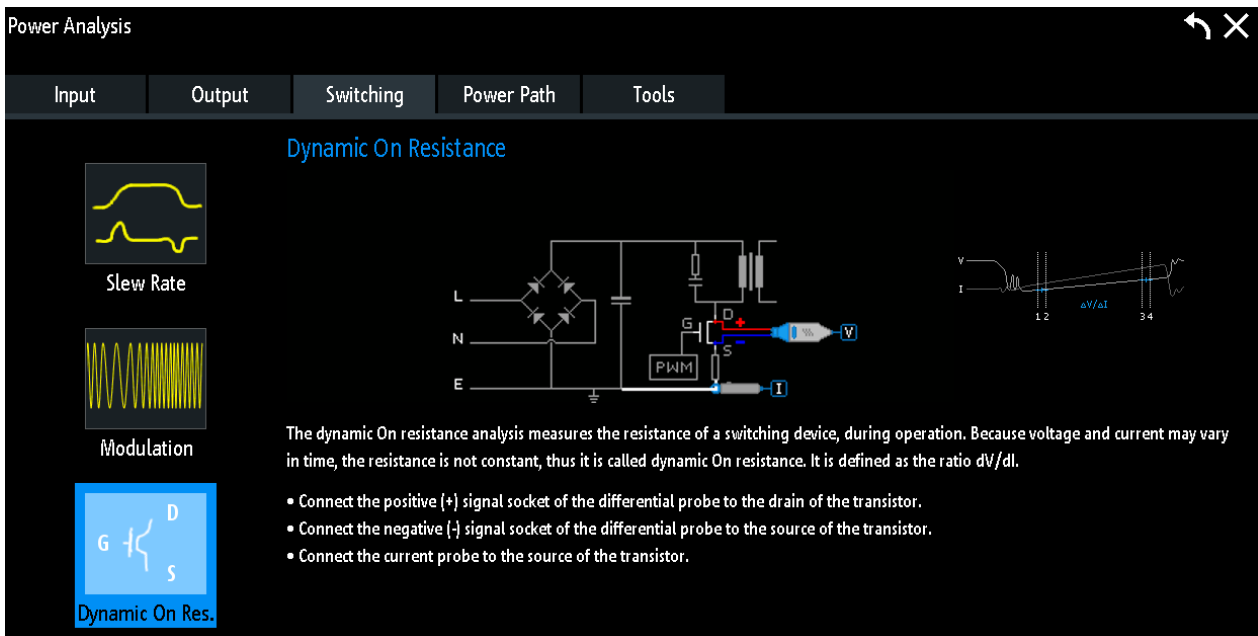 Power Analysis
Input Output Switching Power Path Tools
Dynamic On Resistance
Slew Rate
Modulation
G D S
Dynamic On Res.
L
N
E
G D +
S -
PWM
V
I
V
I
ΔV/ΔI
1 2 3 4
The dynamic On resistance analysis measures the resistance of a switching device, during operation. Because voltage and current may vary
in time, the resistance is not constant, thus it is called dynamic On resistance. It is defined as the ratio dV/dI.
• Connect the positive (+) signal socket of the differential probe to the drain of the transistor.
• Connect the negative (-) signal socket of the differential probe to the source of the transistor.
• Connect the current probe to the source of the transistor.